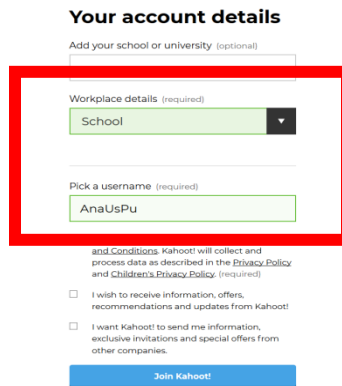 Your account details
Add your school or university (optional)
Workplace details (required)
School
Pick a username (required)
AnaUsPu
and Conditions. Kahoot! will collect and
process data as described in the Privacy Policy
and Children's Privacy Policy. (required)
I wish to receive information, offers,
recommendations and updates from Kahoot!
I want Kahoot! to send me information,
exclusive invitations and special offers from
other companies.
Join Kahoot!